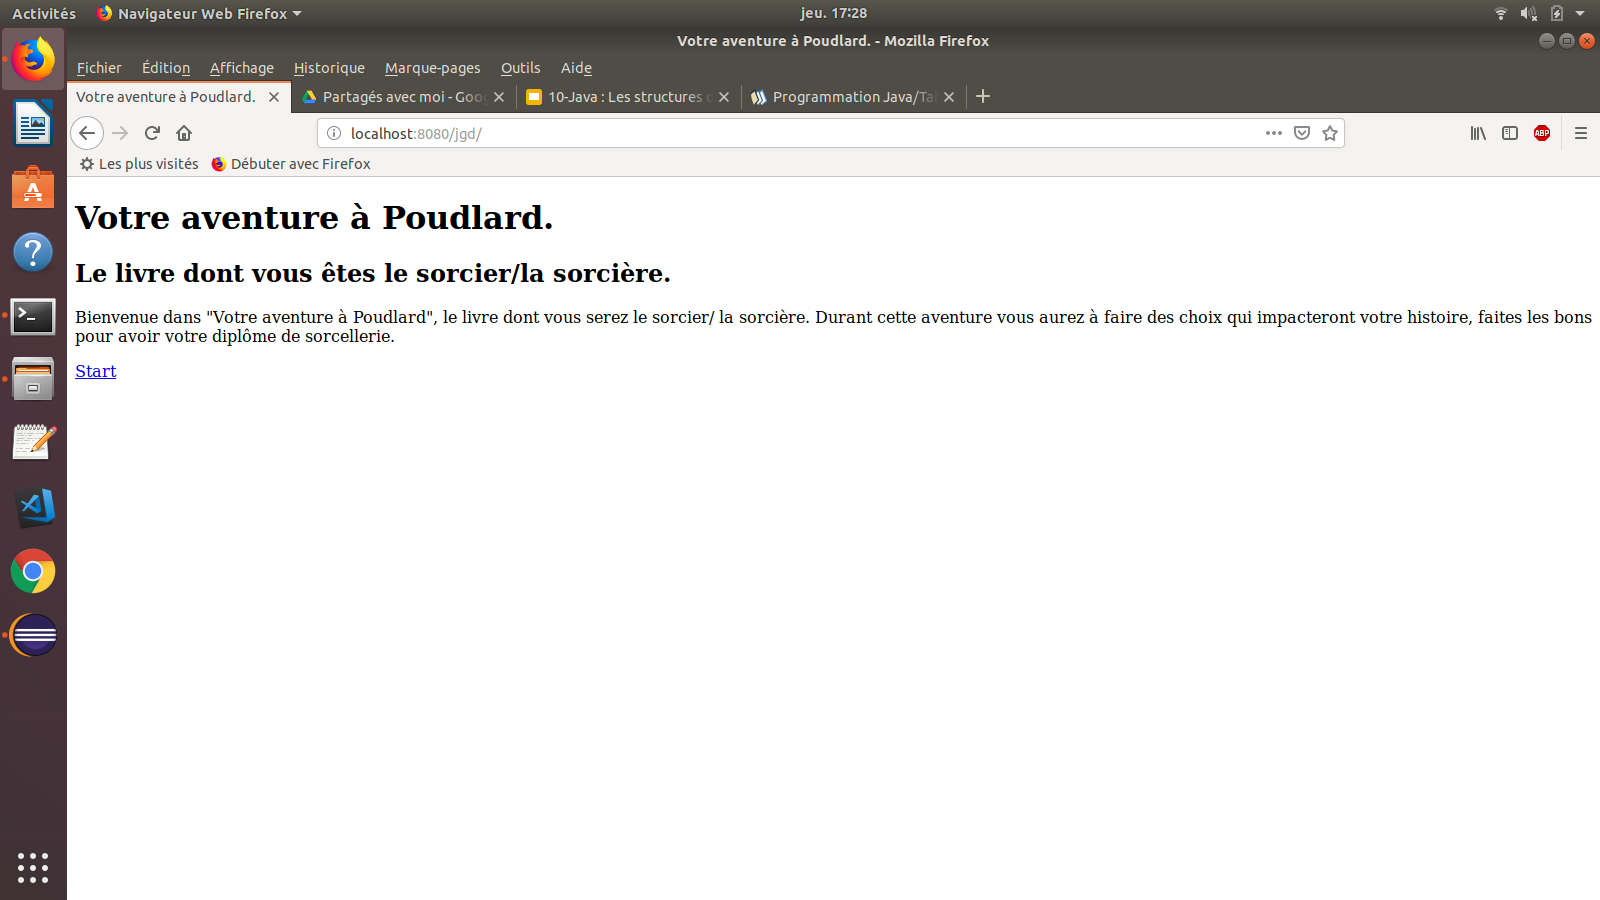 Activités Navigateur Web Firefox jeu. 17:28
Votre aventure à Poudlard. - Mozilla Firefox
Fichier Édition Affichage Historique Marque-pages Outils Aide
Votre aventure à Poudlard. Partagés avec moi - Goo 10-Java : Les structures Programmation Java/Ta
localhost:8080/jgd/ ABP
Les plus visités Débuter avec Firefox
Votre aventure à Poudlard.
Le livre dont vous êtes le sorcier/la sorcière.
Bienvenue dans "Votre aventure à Poudlard", le livre dont vous serez le sorcier/ la sorcière. Durant cette aventure vous aurez à faire des choix qui impacteront votre histoire, faites les bons
pour avoir votre diplôme de sorcellerie.
Start